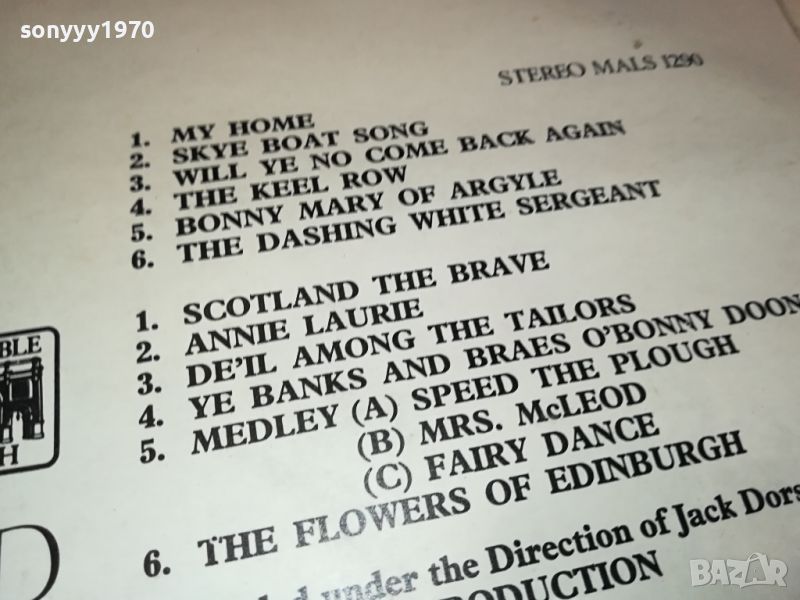 sonyyy1970
STEREO MALS 1290
1. MY HOME
2. SKYE BOAT SONG
3. WILL YE NO COME BACK AGAIN
4. THE KEEL ROW
5. BONNY MARY OF ARGYLE
6. THE DASHING WHITE SERGEANT
1. SCOTLAND THE BRAVE
2. ANNIE LAURIE
3. DE'IL AMONG THE TAILORS
4. YE BANKS AND BRAES O'BONNY DOON
5. MEDLEY (A) SPEED THE PLOUGH
(B) MRS. McLEOD
(C) FAIRY DANCE
6. THE FLOWERS OF EDINBURGH
under the Direction of Jack Dors
BLE
H
D
BAZAR